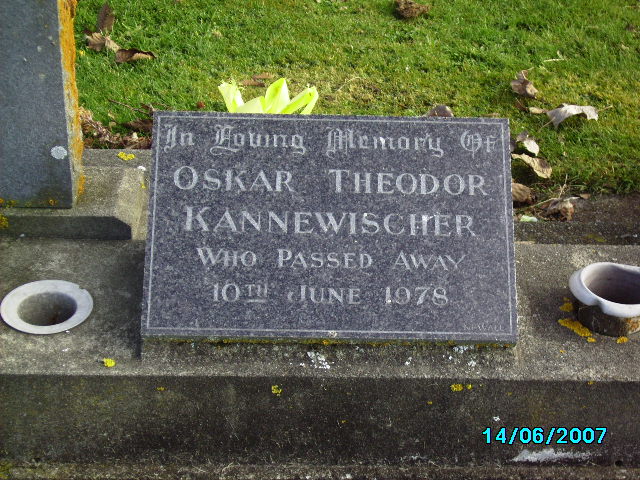 In Loving Memory Of
OSKAR THEODOR
KANNEWISCHER
WHO PASSED AWAY
10TH JUNE 1978
14/06/2007